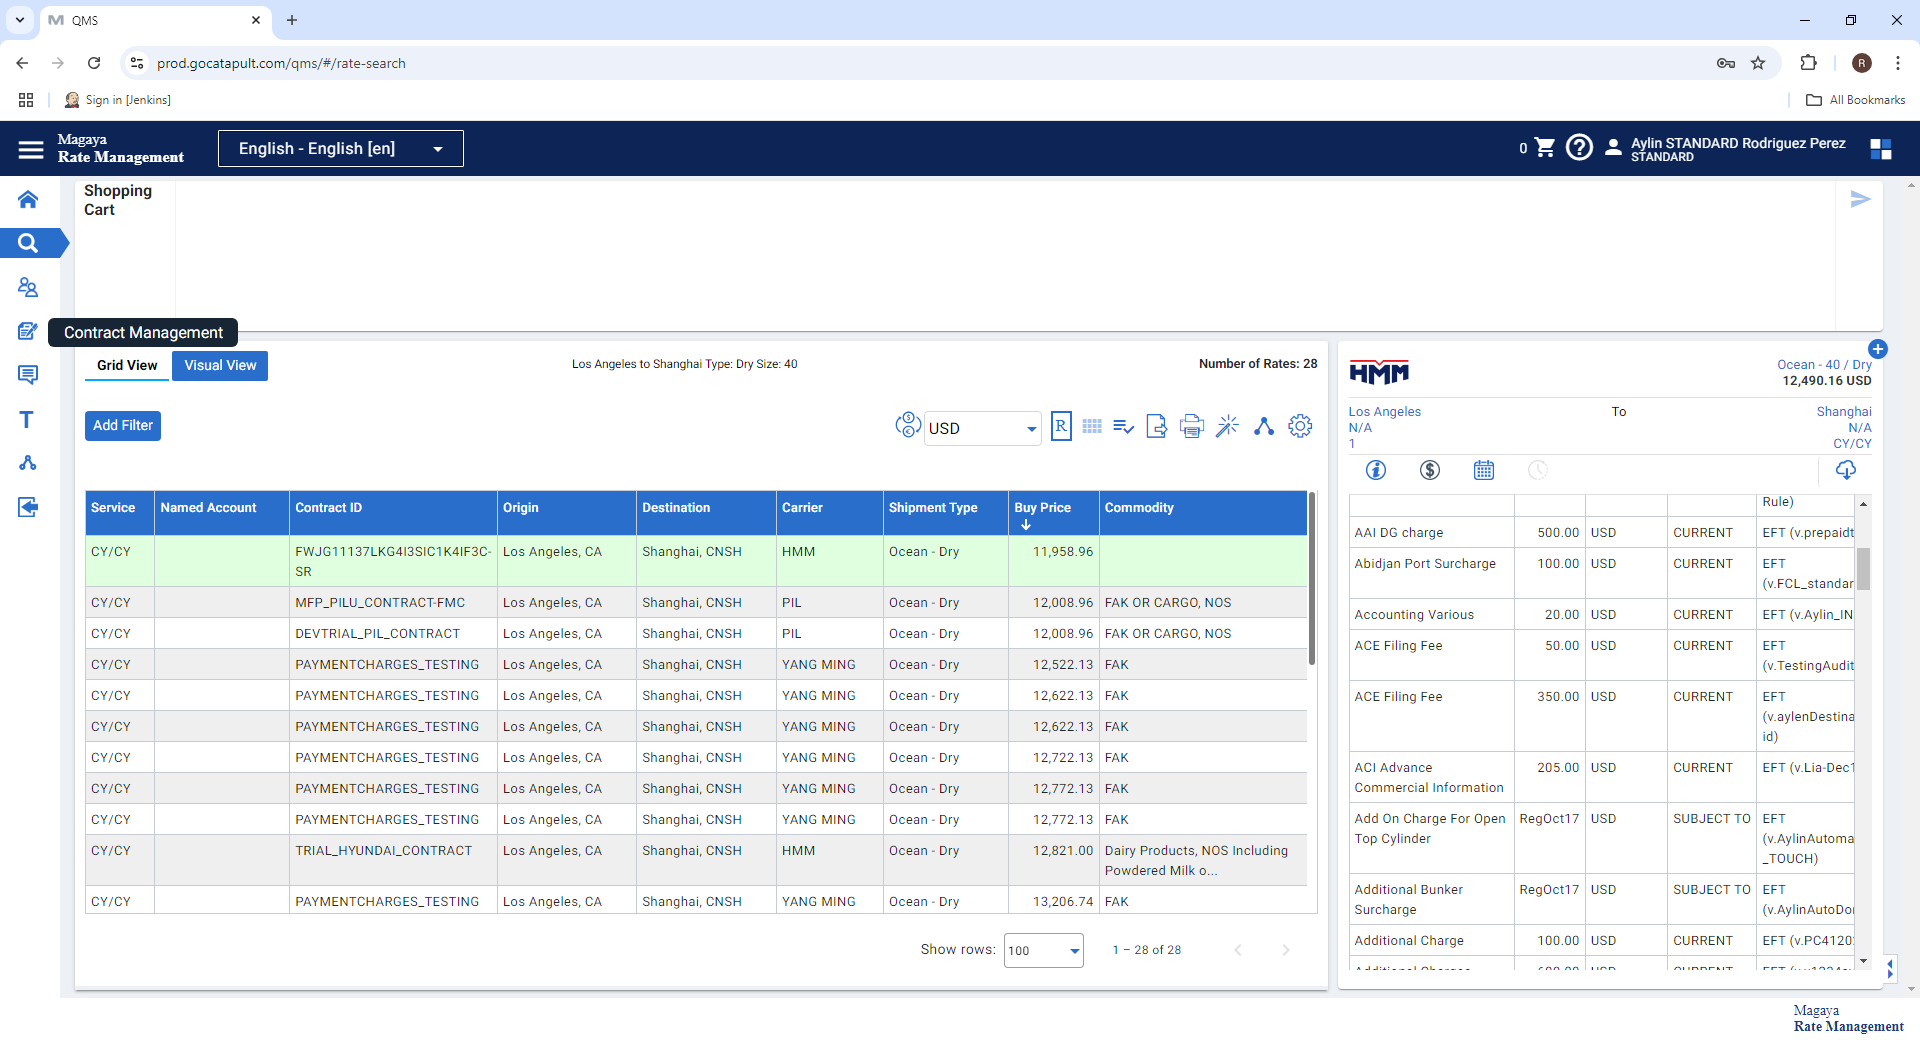 QMS
prod.gocatapult.com/qms/#/rate-search
R
Sign in [Jenkins]
All Bookmarks
Magaya
Rate Management
English - English [en]
0
Aylin STANDARD Rodriguez Perez
STANDARD
Shopping
Cart
Contract Management
T
Grid View
Visual View
Los Angeles to Shanghai Type: Dry Size: 40
Number of Rates: 28
Add Filter
USD
R
Service Named Account Contract ID Origin Destination Carrier Shipment Type Buy Price Commodity
CY/CY FWJG11137LKG4I3SIC1K4IF3C-SR Los Angeles, CA Shanghai, CNSH HMM Ocean - Dry 11,958.96
CY/CY MFP_PILU_CONTRACT-FMC Los Angeles, CA Shanghai, CNSH PIL Ocean - Dry 12,008.96 FAK OR CARGO, NOS
CY/CY DEVTRIAL_PIL_CONTRACT Los Angeles, CA Shanghai, CNSH PIL Ocean - Dry 12,008.96 FAK OR CARGO, NOS
CY/CY PAYMENTCHARGES_TESTING Los Angeles, CA Shanghai, CNSH YANG MING Ocean - Dry 12,522.13 FAK
CY/CY PAYMENTCHARGES_TESTING Los Angeles, CA Shanghai, CNSH YANG MING Ocean - Dry 12,622.13 FAK
CY/CY PAYMENTCHARGES_TESTING Los Angeles, CA Shanghai, CNSH YANG MING Ocean - Dry 12,622.13 FAK
CY/CY PAYMENTCHARGES_TESTING Los Angeles, CA Shanghai, CNSH YANG MING Ocean - Dry 12,722.13 FAK
CY/CY PAYMENTCHARGES_TESTING Los Angeles, CA Shanghai, CNSH YANG MING Ocean - Dry 12,772.13 FAK
CY/CY PAYMENTCHARGES_TESTING Los Angeles, CA Shanghai, CNSH YANG MING Ocean - Dry 12,772.13 FAK
CY/CY TRIAL_HYUNDAI_CONTRACT Los Angeles, CA Shanghai, CNSH HMM Ocean - Dry 12,821.00 Dairy Products, NOS Including Powdered Milk o...
CY/CY PAYMENTCHARGES_TESTING Los Angeles, CA Shanghai, CNSH YANG MING Ocean - Dry 13,206.74 FAK
Show rows: 100 1 – 28 of 28
HMM
Ocean - 40 / Dry
12,490.16 USD
Los Angeles To Shanghai
N/A N/A
1 CY/CY
Rule)
AAI DG charge 500.00 USD CURRENT EFT (v.prepaidt
Abidjan Port Surcharge 100.00 USD CURRENT EFT (v.FCL_standar
Accounting Various 20.00 USD CURRENT EFT (v.Aylin_IN
ACE Filing Fee 50.00 USD CURRENT EFT (v.TestingAudit
ACE Filing Fee 350.00 USD CURRENT EFT (v.aylenDestina id)
ACI Advance Commercial Information 205.00 USD CURRENT EFT (v.Lia-Dec1
Add On Charge For Open Top Cylinder RegOct17 USD SUBJECT TO EFT (v.AylinAutoma _TOUCH)
Additional Bunker Surcharge RegOct17 USD SUBJECT TO EFT (v.AylinAutoDo
Additional Charge 100.00 USD CURRENT EFT (v.PC4120
Magaya
Rate Management